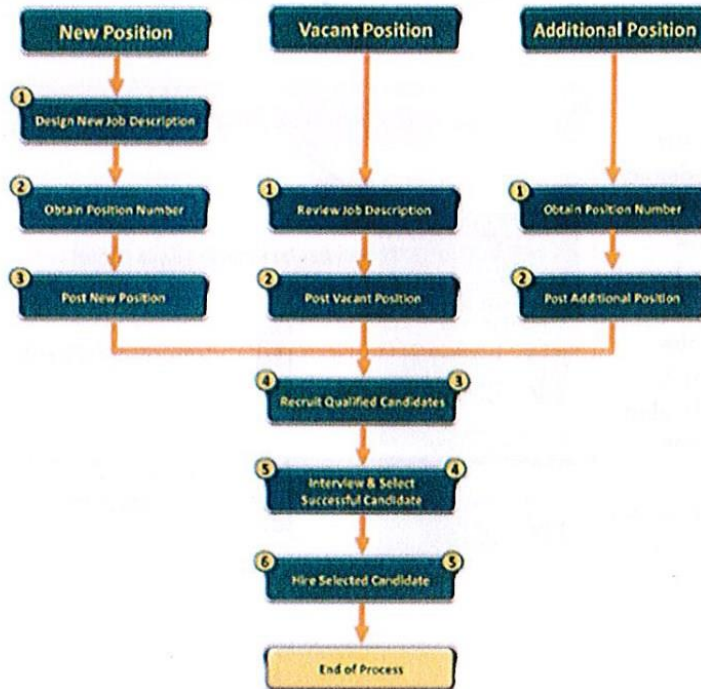 New Position
Vacant Position
Additional Position
1
Design New Job Description
2
Obtain Position Number
1
Review Job Description
1
Obtain Position Number
3
Post New Position
2
Post Vacant Position
2
Post Additional Position
4
Recruit Qualified Candidates
3
5
Interview & Select
Successful Candidate
4
6
Hire Selected Candidate
5
End of Process